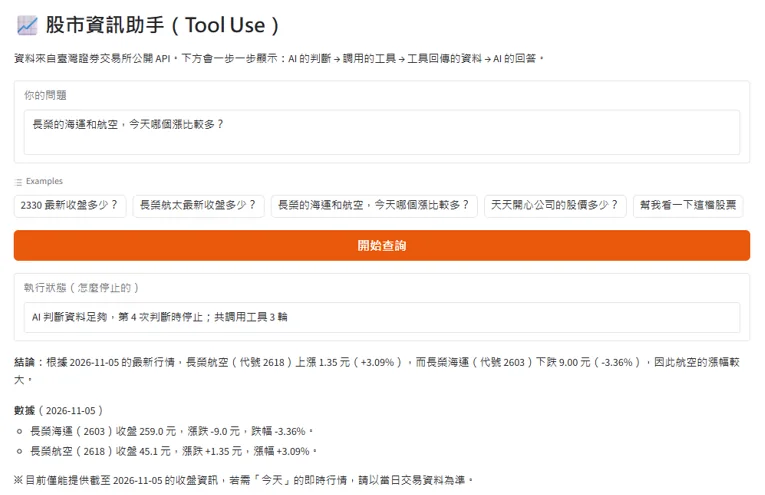 📈 股市資訊助手（Tool Use）
資料來自臺灣證券交易所公開 API。下方會一步一步顯示：AI 的判斷 → 調用的工具 → 工具回傳的資料 → AI 的回答。
你的問題
長榮的海運和航空，今天哪個漲比較多？
Examples
2330 最新收盤多少？
長榮航太最新收盤多少？
長榮的海運和航空，今天哪個漲比較多？
天天開心公司的股價多少？
幫我看一下這檔股票
開始查詢
執行狀態（怎麼停止的）
AI 判斷資料足夠，第 4 次判斷時停止；共調用工具 3 輪
結論：根據 2026-11-05 的最新行情，長榮航空（代號 2618）上漲 1.35 元（+3.09%），而長榮海運（代號 2603）下跌 9.00 元（-3.36%），因此航空的漲幅較
大。
數據（2026-11-05）
長榮海運（2603）收盤 259.0 元，漲跌 -9.0 元，跌幅 -3.36%。
長榮航空（2618）收盤 45.1 元，漲跌 +1.35 元，漲幅 +3.09%。
※ 目前僅能提供截至 2026-11-05 的收盤資訊，若需「今天」的即時行情，請以當日交易資料為準。